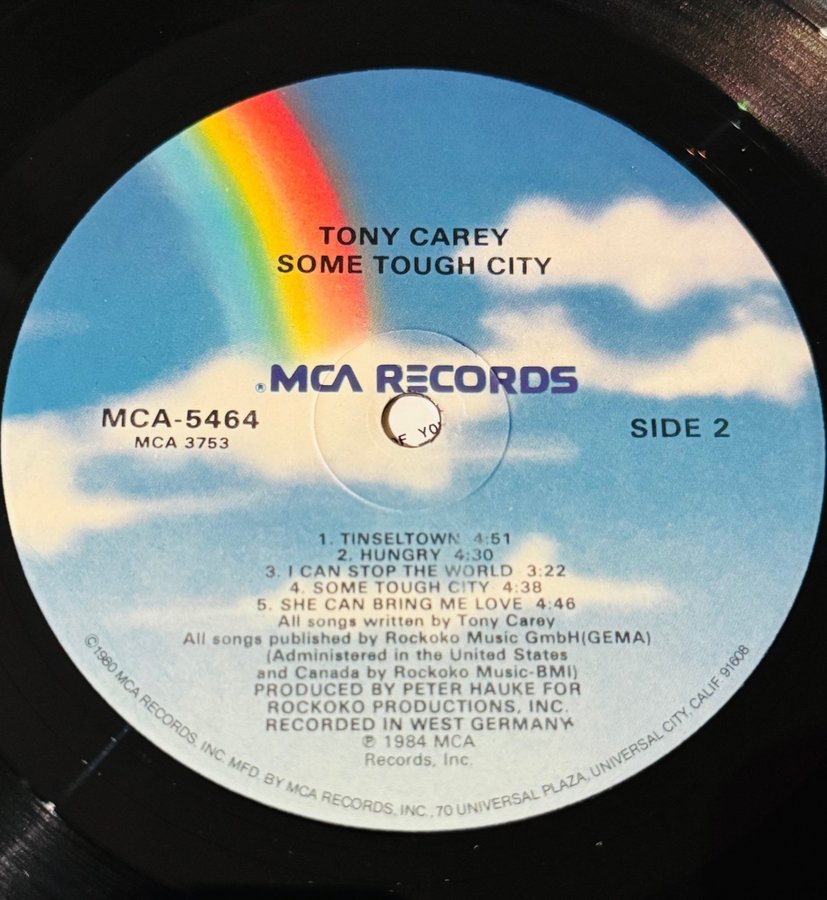 TONY CAREY
SOME TOUGH CITY
® MCA RECORDS
MCA-5464
MCA 3753
SIDE 2
F YO
1. TINSELTOWN 4:51
2. HUNGRY 4:30
3. I CAN STOP THE WORLD 3:22
4. SOME TOUGH CITY 4:38
5. SHE CAN BRING ME LOVE 4:46
All songs written by Tony Carey
All songs published by Rockoko Music GmbH(GEMA)
(Administered in the United States
and Canada by Rockoko Music-BMI)
PRODUCED BY PETER HAUKE FOR
ROCKOKO PRODUCTIONS, INC.
RECORDED IN WEST GERMANY
℗ 1984 MCA
Records, Inc.
©1980 MCA RECORDS, INC. MFD. BY MCA RECORDS, INC., 70 UNIVERSAL PLAZA, UNIVERSAL CITY, CALIF. 91608